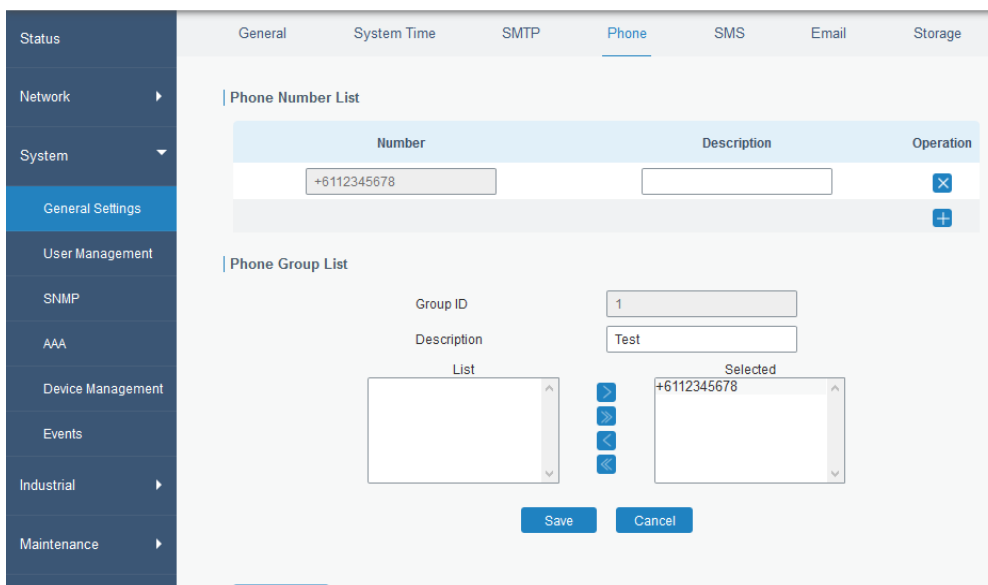 Status
Network
System
General Settings
User Management
SNMP
AAA
Device Management
Events
Industrial
Maintenance
General System Time SMTP Phone SMS Email Storage
Phone Number List
Number Description Operation
+6112345678
Phone Group List
Group ID 1
Description Test
List Selected
+6112345678
Save Cancel